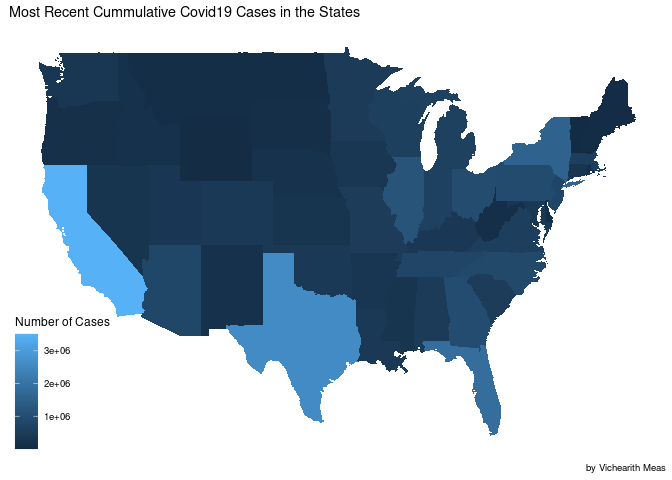 Most Recent Cummulative Covid19 Cases in the States
Number of Cases
3e+06
2e+06
1e+06
by Vichearith Meas